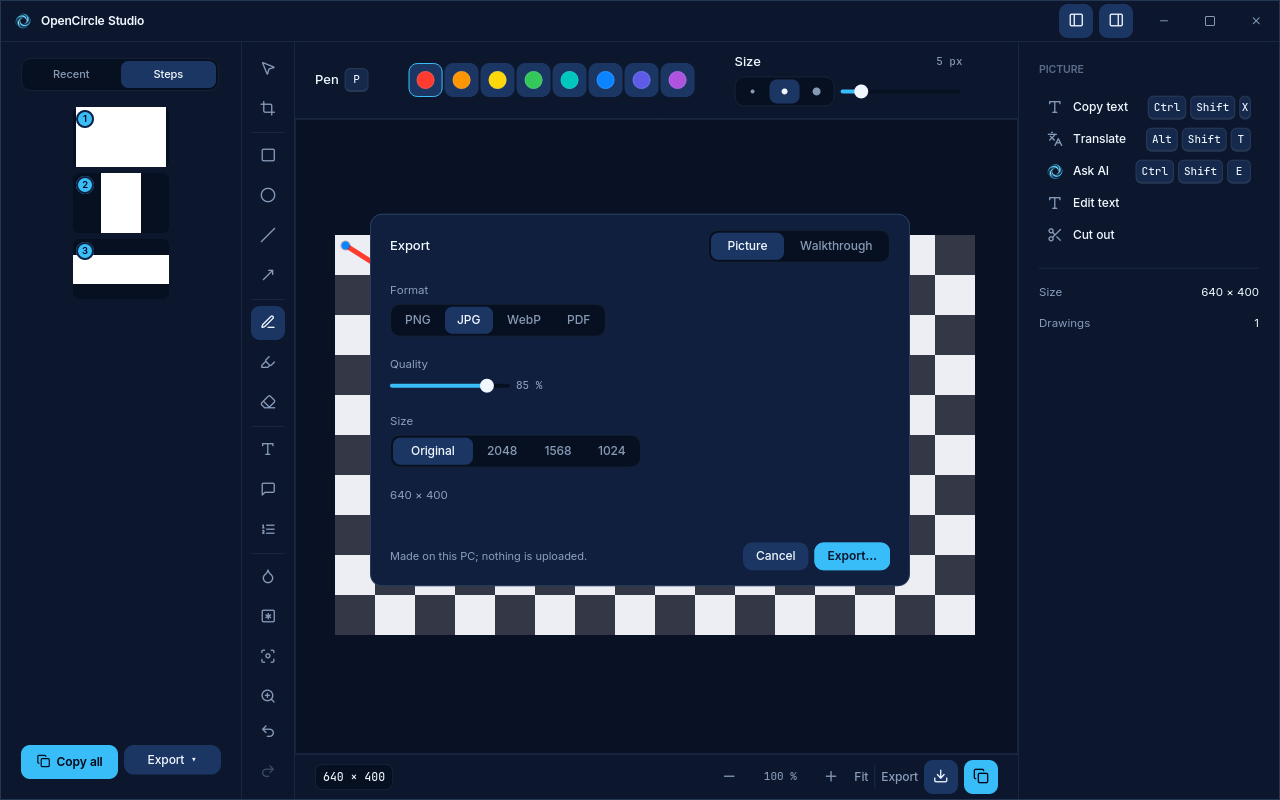 OpenCircle Studio
Recent Steps
1
2
3
Copy all Export
Pen P
Size 5 px
Export Picture Walkthrough
Format
PNG JPG WebP PDF
Quality
85 %
Size
Original 2048 1568 1024
640 × 400
Made on this PC; nothing is uploaded. Cancel Export...
640 × 400 100 % Fit Export
PICTURE
Copy text Ctrl Shift X
Translate Alt Shift T
Ask AI Ctrl Shift E
Edit text
Cut out
Size 640 × 400
Drawings 1